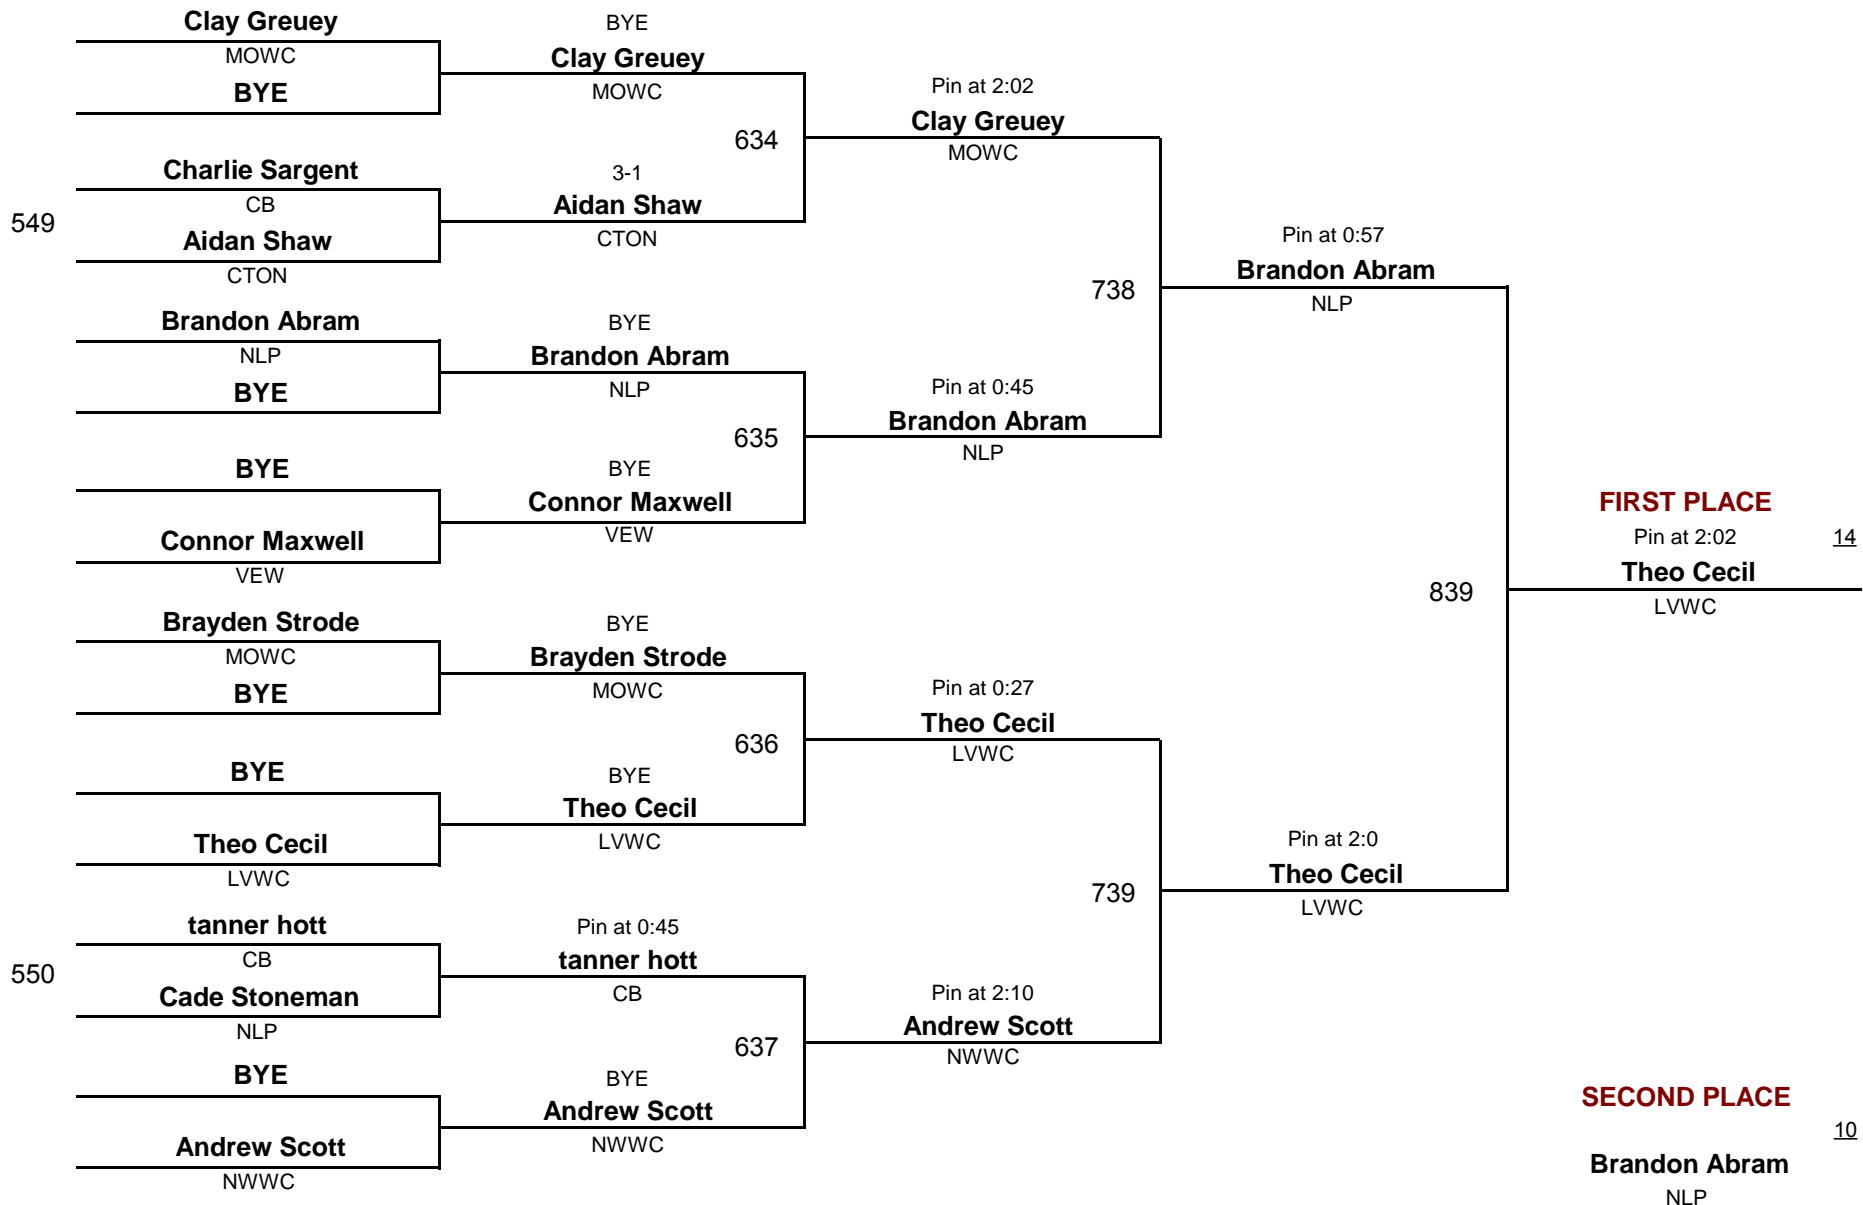 Clay Greuey
MOWC
BYE
549
Charlie Sargent
CB
Aidan Shaw
CTON
Brandon Abram
NLP
BYE
BYE
Connor Maxwell
VEW
Brayden Strode
MOWC
BYE
BYE
Theo Cecil
LVWC
550
tanner hott
CB
Cade Stoneman
NLP
BYE
Andrew Scott
NWWC
BYE
Clay Greuey
MOWC
634
3-1
Aidan Shaw
CTON
BYE
Brandon Abram
NLP
635
BYE
Connor Maxwell
VEW
BYE
Brayden Strode
MOWC
636
BYE
Theo Cecil
LVWC
Pin at 0:45
tanner hott
CB
637
BYE
Andrew Scott
NWWC
Pin at 2:02
Clay Greuey
MOWC
738
Pin at 0:45
Brandon Abram
NLP
Pin at 0:27
Theo Cecil
LVWC
739
Pin at 2:10
Andrew Scott
NWWC
Pin at 0:57
Brandon Abram
NLP
839
Pin at 2:0
Theo Cecil
LVWC
FIRST PLACE
Pin at 2:02 14
Theo Cecil
LVWC
SECOND PLACE
10
Brandon Abram
NLP